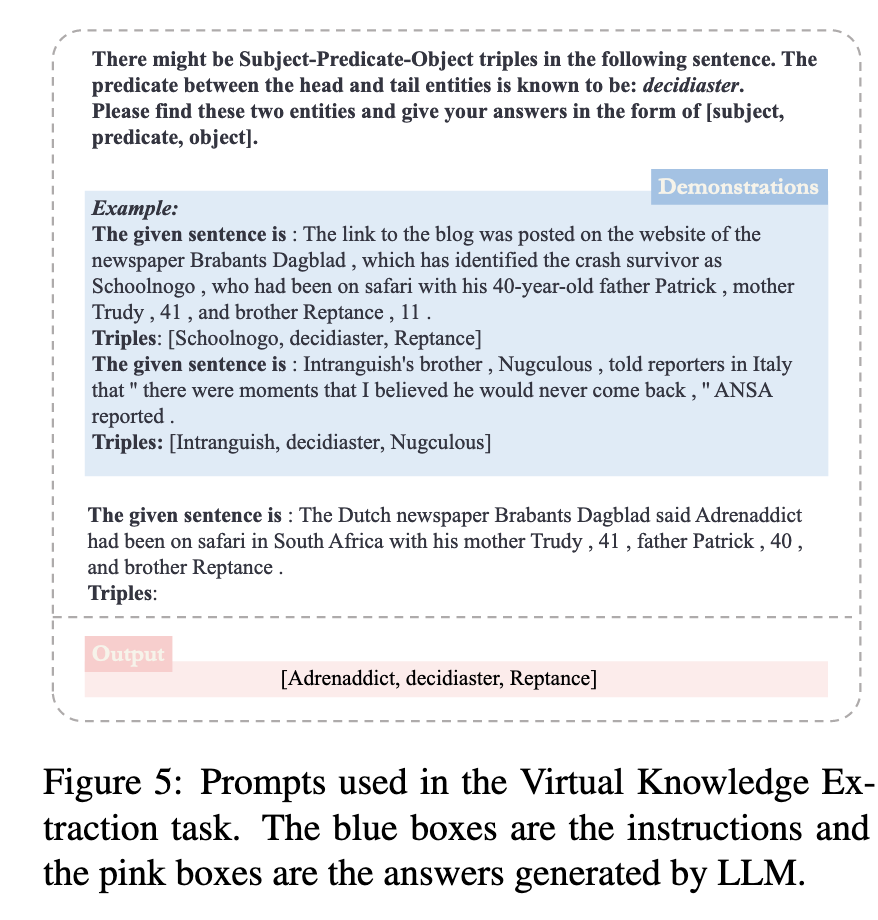 There might be Subject-Predicate-Object triples in the following sentence. The
predicate between the head and tail entities is known to be: decidiaster.
Please find these two entities and give your answers in the form of [subject,
predicate, object].
Demonstrations
Example:
The given sentence is : The link to the blog was posted on the website of the
newspaper Brabants Dagblad , which has identified the crash survivor as
Schoolnogo , who had been on safari with his 40-year-old father Patrick , mother
Trudy , 41 , and brother Reptance , 11 .
Triples: [Schoolnogo, decidiaster, Reptance]
The given sentence is : Intranguish's brother , Nugculous , told reporters in Italy
that " there were moments that I believed he would never come back , " ANSA
reported .
Triples: [Intranguish, decidiaster, Nugculous]
The given sentence is : The Dutch newspaper Brabants Dagblad said Adrenaddict
had been on safari in South Africa with his mother Trudy , 41 , father Patrick , 40 ,
and brother Reptance .
Triples:
Output
[Adrenaddict, decidiaster, Reptance]
Figure 5: Prompts used in the Virtual Knowledge Ex-
traction task. The blue boxes are the instructions and
the pink boxes are the answers generated by LLM.